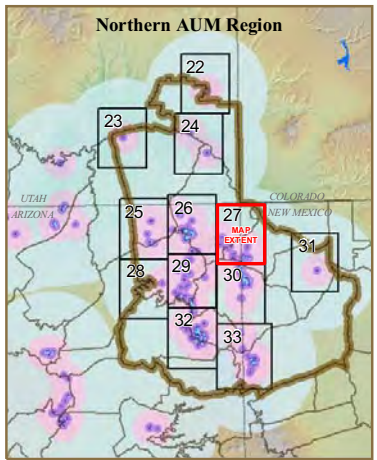 Northern AUM Region
22
23
24
UTAH
ARIZONA
COLORADO
NEW MEXICO
25
26
27
MAP
EXTENT
31
28
29
30
32
33